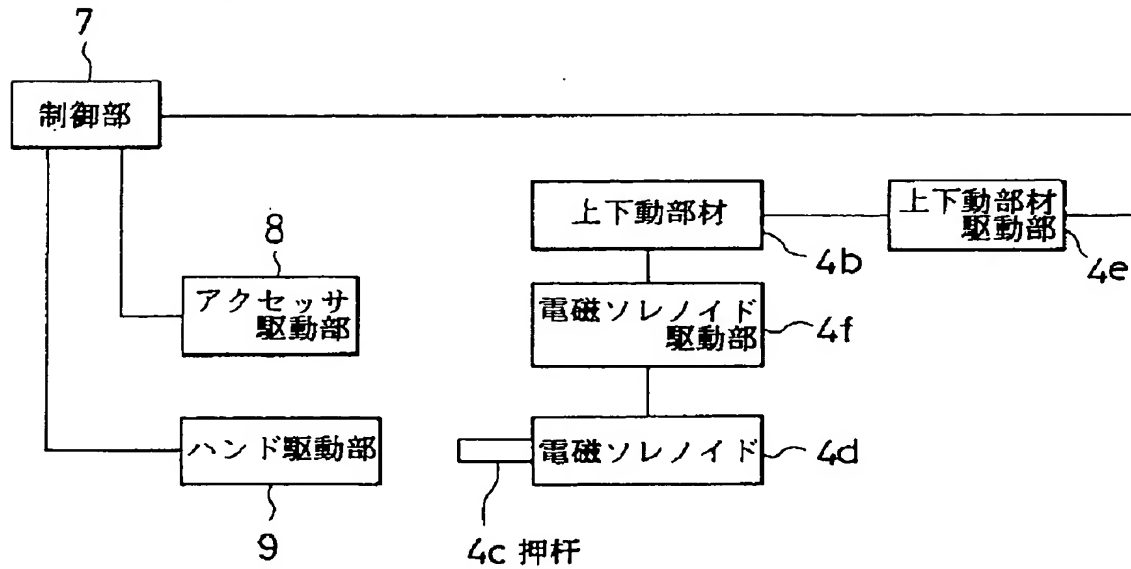 7
制御部
上下動部材
4b
上下動部材
駆動部
4e
8
アクセッサ
駆動部
電磁ソレノイド
駆動部
4f
ハンド駆動部
9
電磁ソレノイド
4d
4c 押杆